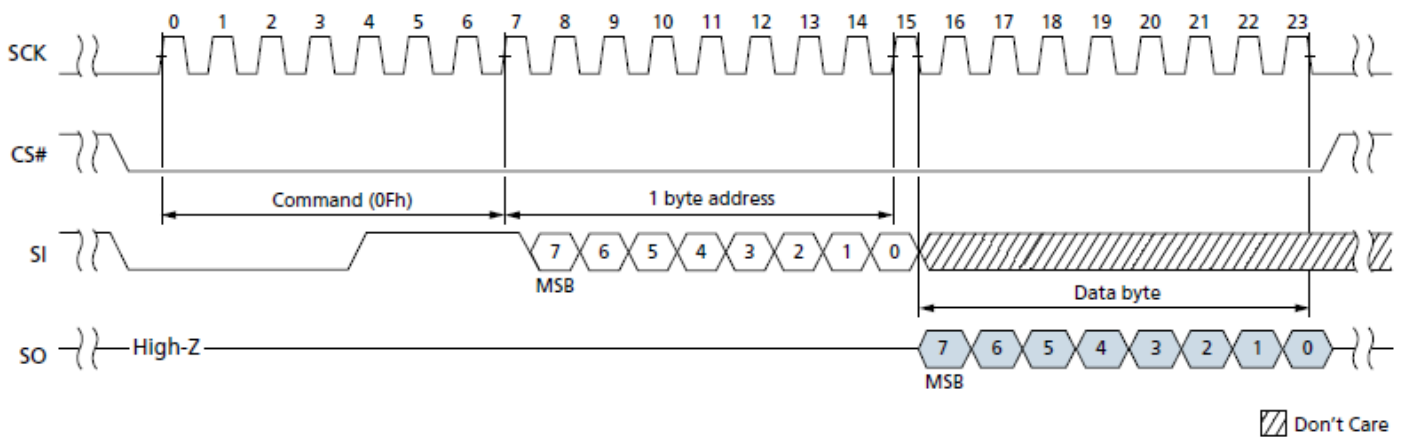 0 1 2 3 4 5 6 7 8 9 10 11 12 13 14 15 16 17 18 19 20 21 22 23
SCK
CS#
Command (0Fh) 1 byte address
SI 7 6 5 4 3 2 1 0
MSB
Data byte
SO High-Z 7 6 5 4 3 2 1 0
MSB
Don't Care